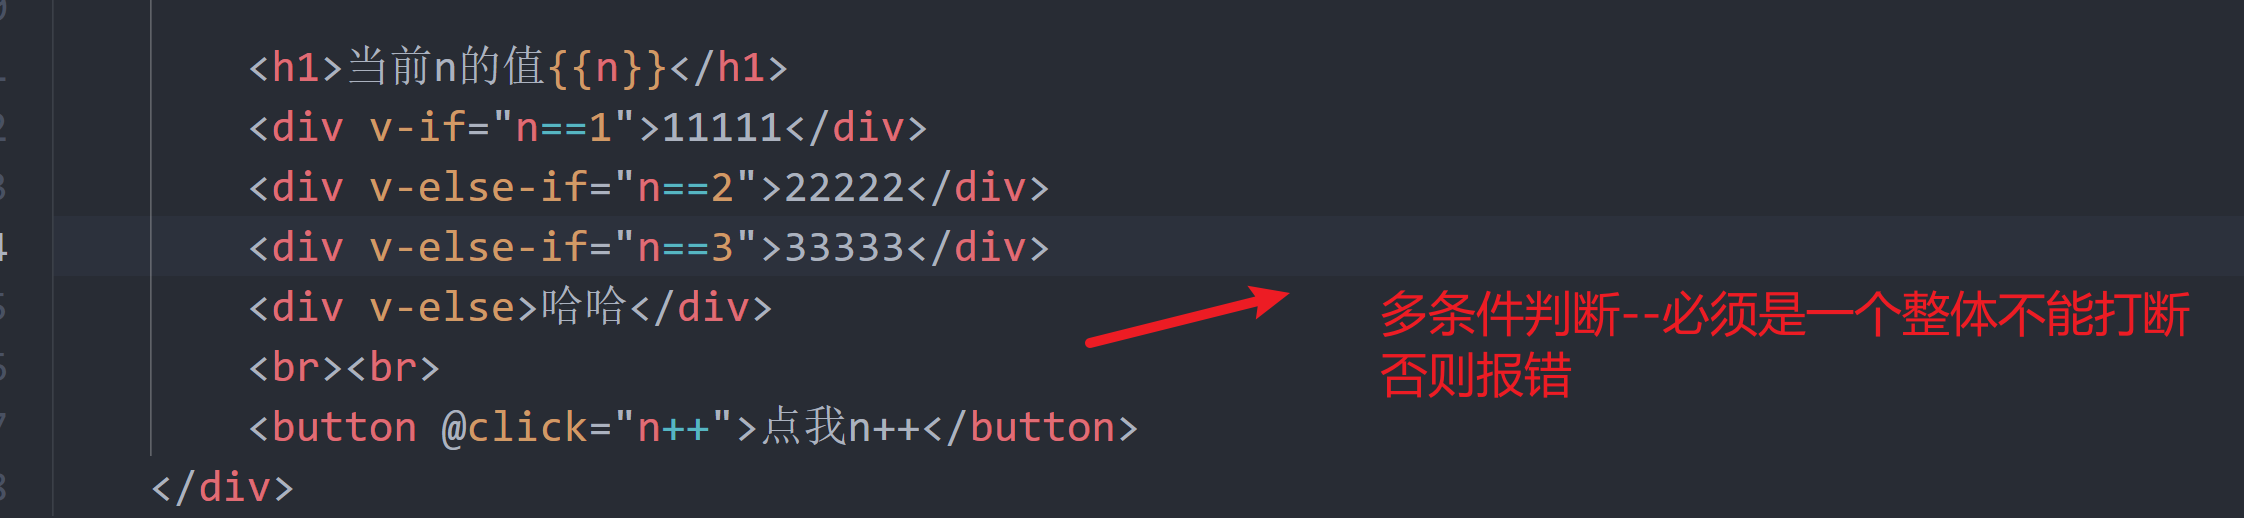 <h1>当前n的值{{n}}</h1>
<div v-if="n==1">11111</div>
<div v-else-if="n==2">22222</div>
<div v-else-if="n==3">33333</div>
<div v-else>哈哈</div>
多条件判断--必须是一个整体不能打断
否则报错
<br><br>
<button @click="n++">点我n++</button>
</div>